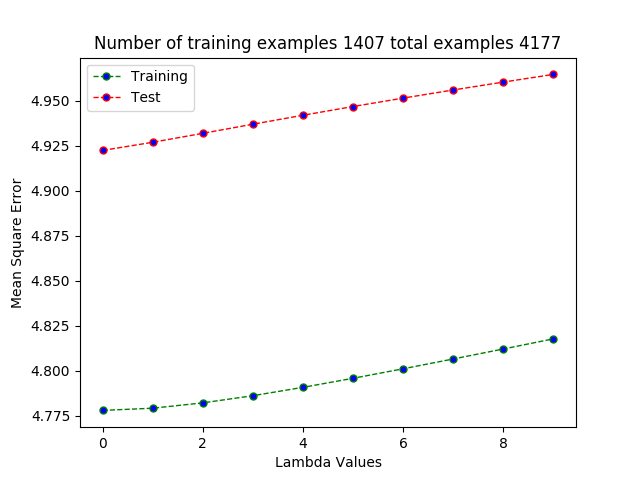 Number of training examples 1407 total examples 4177
Training
Test
4.950
4.925
4.900
4.875
4.850
4.825
4.800
4.775
Mean Square Error
0 2 4 6 8
Lambda Values